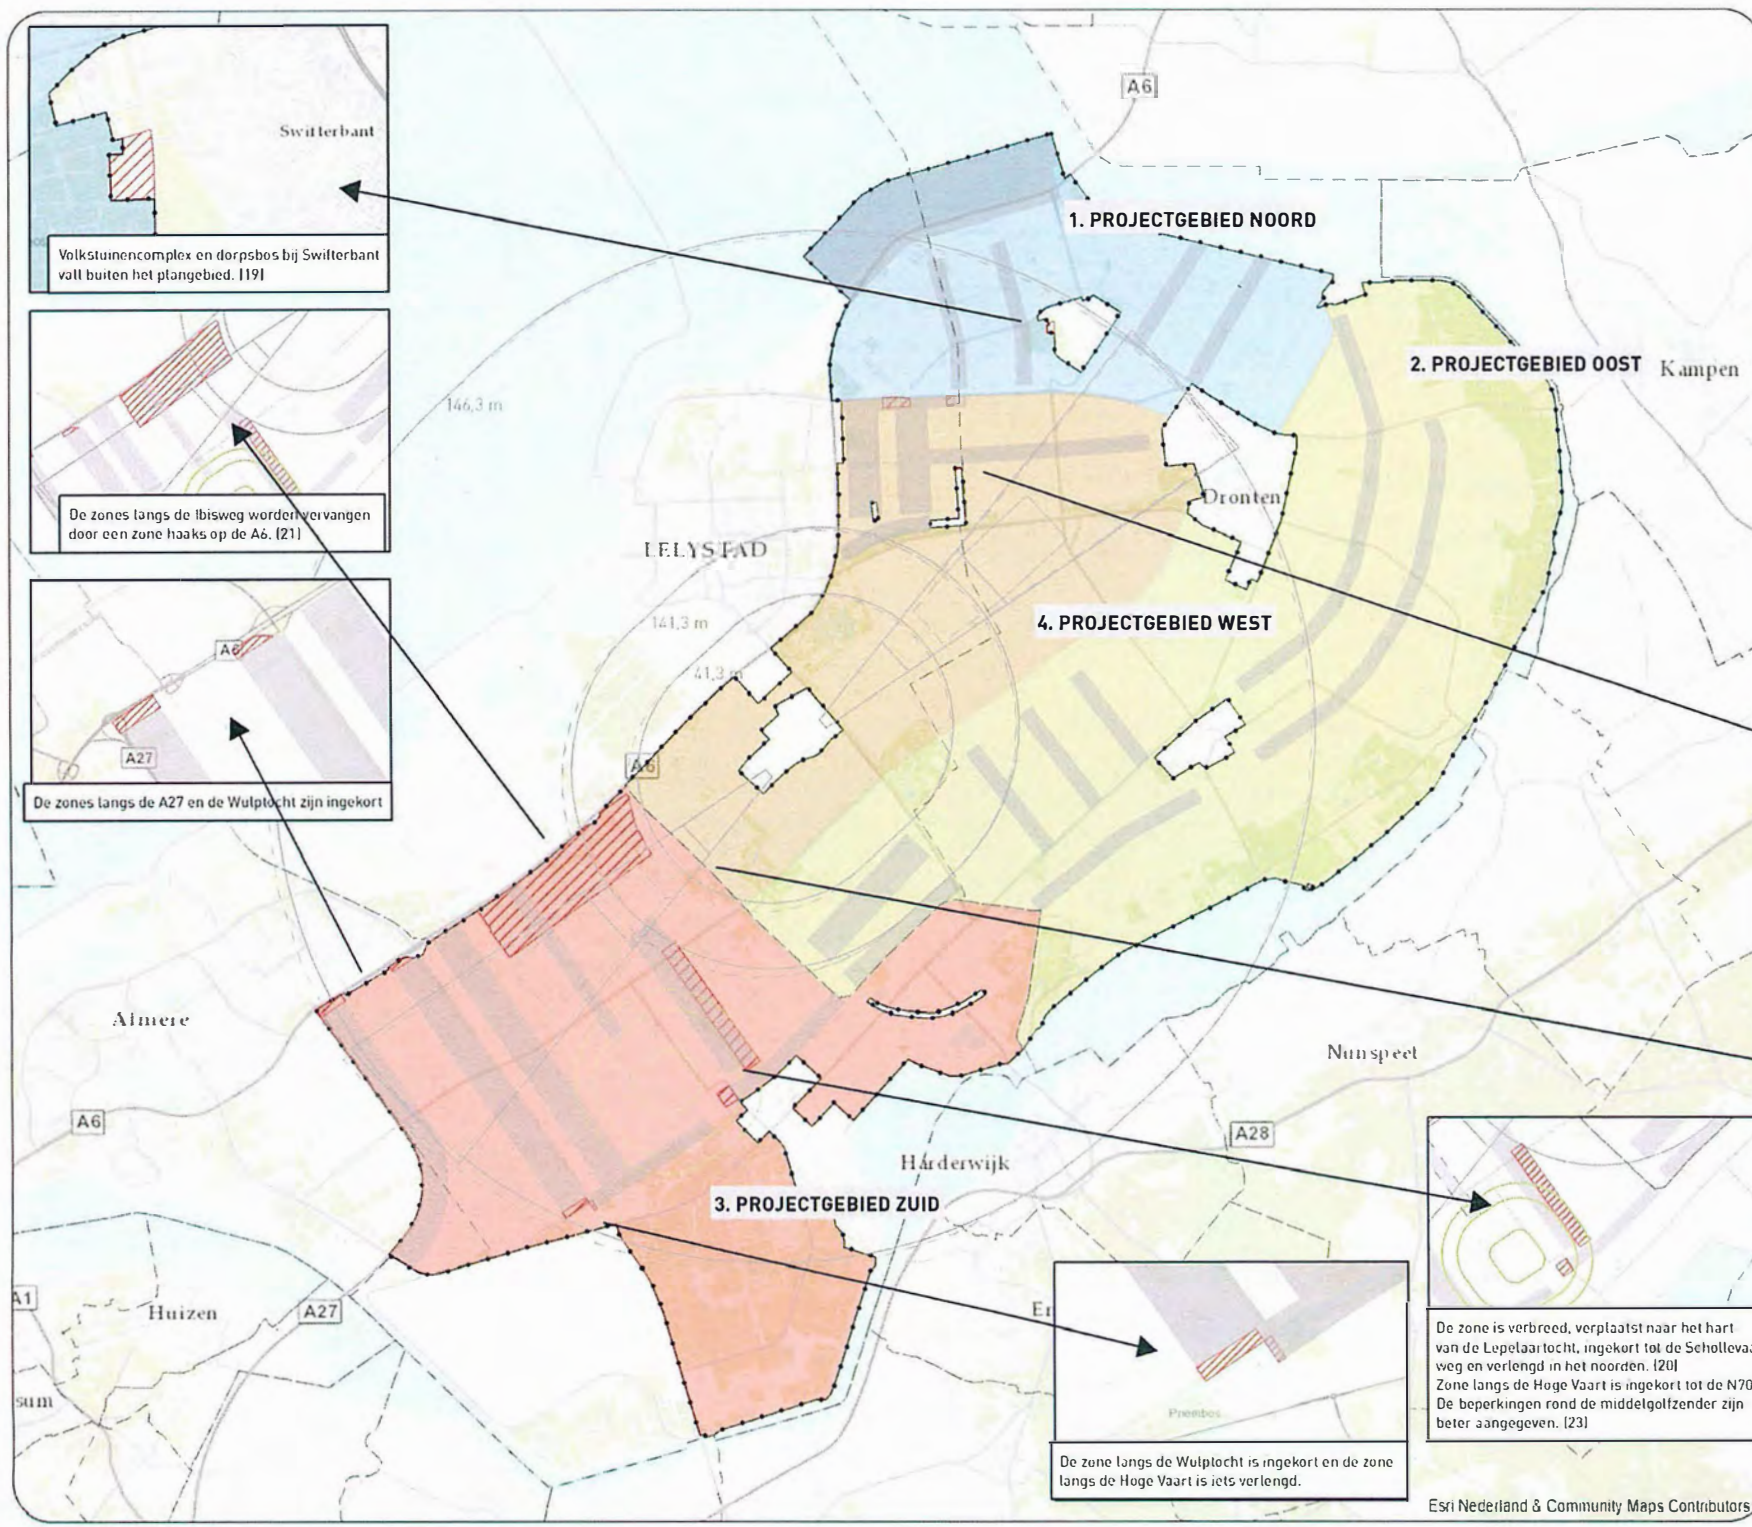 A6
Swifterbant
Volkstuinencomplex en dorpsbos bij Swifterbant
valt buiten het plangebied. [19]
1. PROJECTGEBIED NOORD
2. PROJECTGEBIED OOST
Kampen
146,3 m
De zones langs de Ibisweg worden vervangen
door een zone haaks op de A6. [21]
Dronten
LELYSTAD
141,3 m
4. PROJECTGEBIED WEST
A6
41,3 m
A27
De zones langs de A27 en de Wulptocht zijn ingekort
A6
Almere
Nunspeet
A6
A28
Harderwijk
3. PROJECTGEBIED ZUID
A1
Huizen
A27
Er
sum
Priembos
De zone langs de Wulptocht is ingekort en de zone
langs de Hoge Vaart is iets verlengd.
De zone is verbreed, verplaatst naar het hart
van de Lepelaartocht, ingekort tot de Schollevaa
weg en verlengd in het noorden. [20]
Zone langs de Hoge Vaart is ingekort tot de N70
De beperkingen rond de middelgolfzender zijn
beter aangegeven. [23]
Esri Nederland & Community Maps Contributors